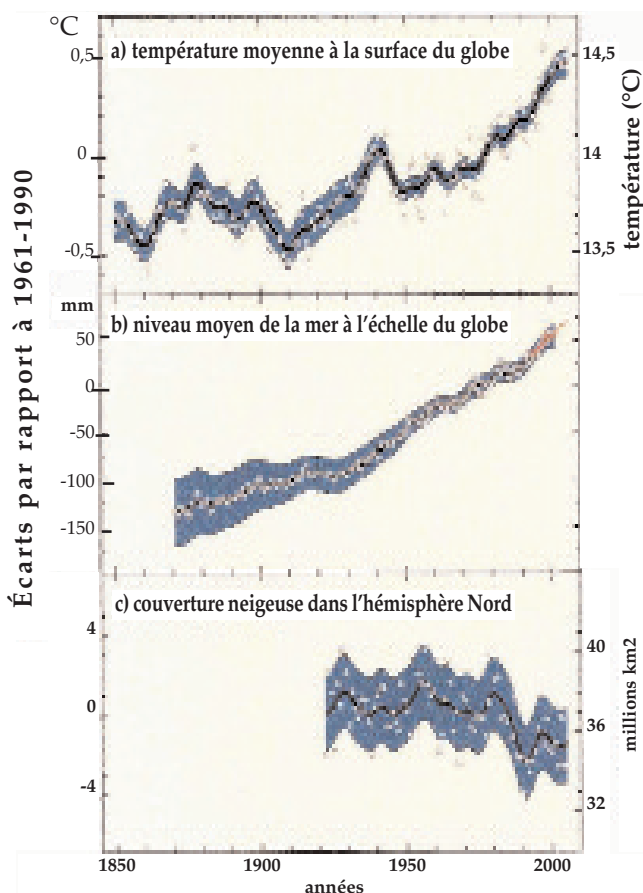 °C
a) température moyenne à la surface du globe
0,5
0
-0,5
14,5
14
13,5
température (°C)
Écarts par rapport à 1961-1990
mm
b) niveau moyen de la mer à l'échelle du globe
50
0
-50
-100
-150
c) couverture neigeuse dans l'hémisphère Nord
4
0
-4
40
36
32
millions km2
1850 1900 1950 2000
années